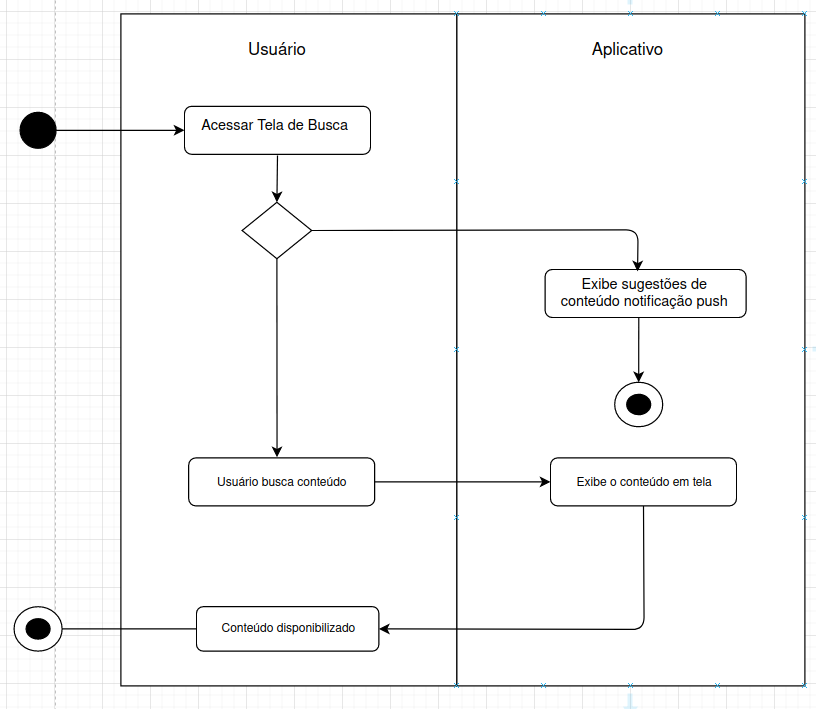 Usuário
Aplicativo
Acessar Tela de Busca
Exibe sugestões de
conteúdo notificação push
Usuário busca conteúdo
Exibe o conteúdo em tela
Conteúdo disponibilizado